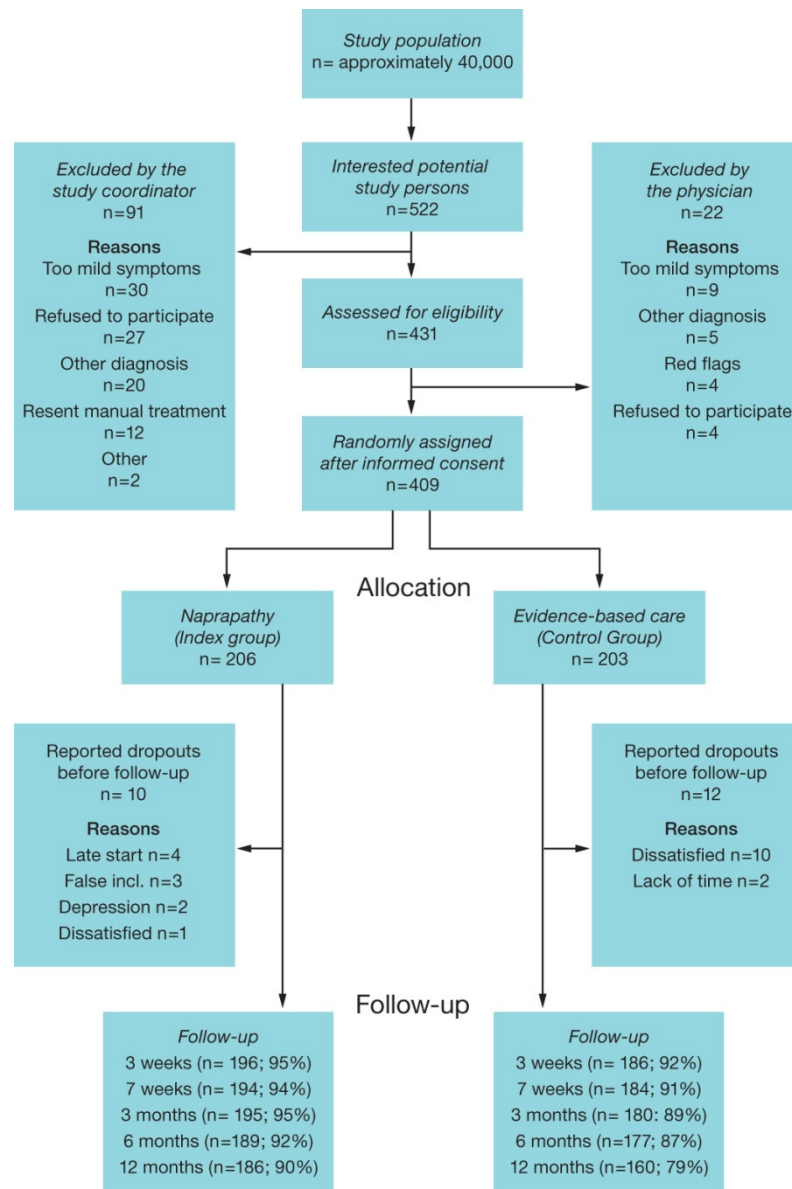 Study population
n= approximately 40,000
Excluded by the
study coordinator
n=91
Reasons
Too mild symptoms
n=30
Refused to participate
n=27
Other diagnosis
n=20
Resent manual treatment
n=12
Other
n=2
Interested potential
study persons
n=522
Excluded by
the physician
n=22
Reasons
Too mild symptoms
n=9
Other diagnosis
n=5
Red flags
n=4
Refused to participate
n=4
Assessed for eligibility
n=431
Randomly assigned
after informed consent
n=409
Allocation
Naprapathy
(Index group)
n= 206
Evidence-based care
(Control Group)
n= 203
Reported dropouts
before follow-up
n= 10
Reasons
Late start n=4
False incl. n=3
Depression n=2
Dissatisfied n=1
Reported dropouts
before follow-up
n=12
Reasons
Dissatisfied n=10
Lack of time n=2
Follow-up
Follow-up
3 weeks (n= 196; 95%)
7 weeks (n= 194; 94%)
3 months (n= 195; 95%)
6 months (n=189; 92%)
12 months (n=186; 90%)
Follow-up
3 weeks (n= 186; 92%)
7 weeks (n= 184; 91%)
3 months (n= 180: 89%)
6 months (n=177; 87%)
12 months (n=160; 79%)